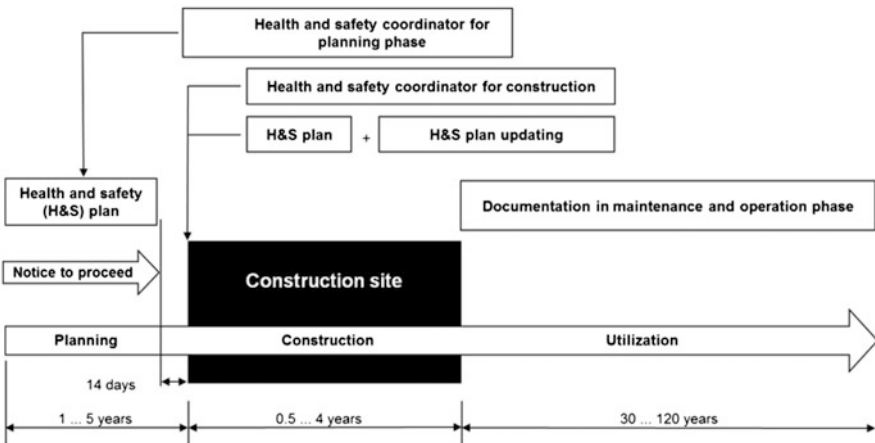 Health and safety coordinator for
planning phase
Health and safety coordinator for construction
H&S plan + H&S plan updating
Health and safety
(H&S) plan
Documentation in maintenance and operation phase
Notice to proceed
Construction site
Planning Construction Utilization
14 days
1 ... 5 years 0.5 ... 4 years 30 ... 120 years